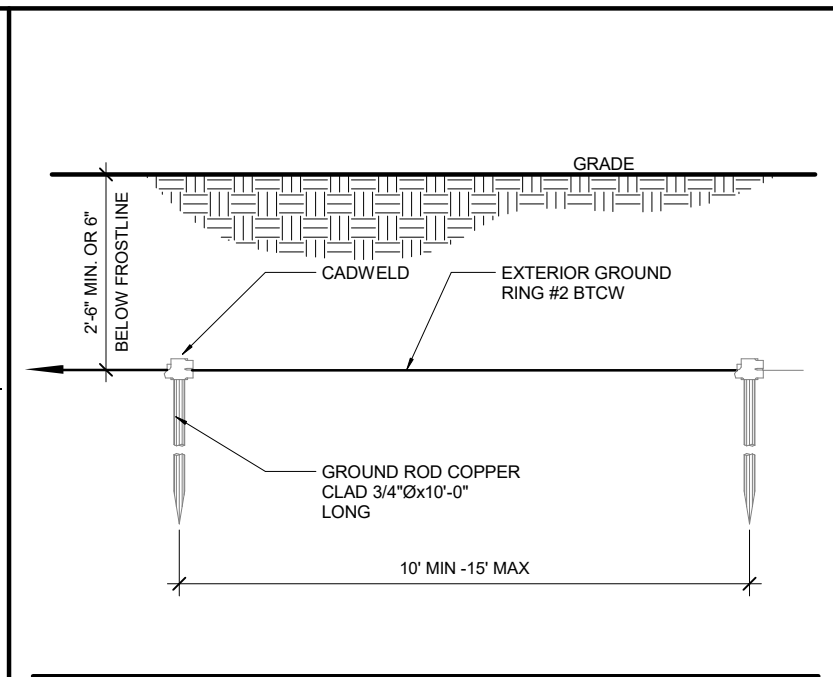 GRADE
2'-6" MIN. OR 6"
BELOW FROSTLINE
CADWELD
EXTERIOR GROUND
RING #2 BTCW
GROUND ROD COPPER
CLAD 3/4"Øx10'-0"
LONG
10' MIN -15' MAX